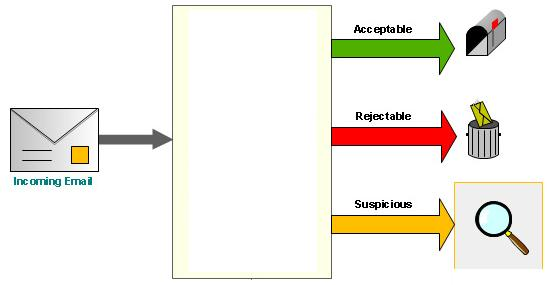 Acceptable
Rejectable
Incoming Email
Suspicious